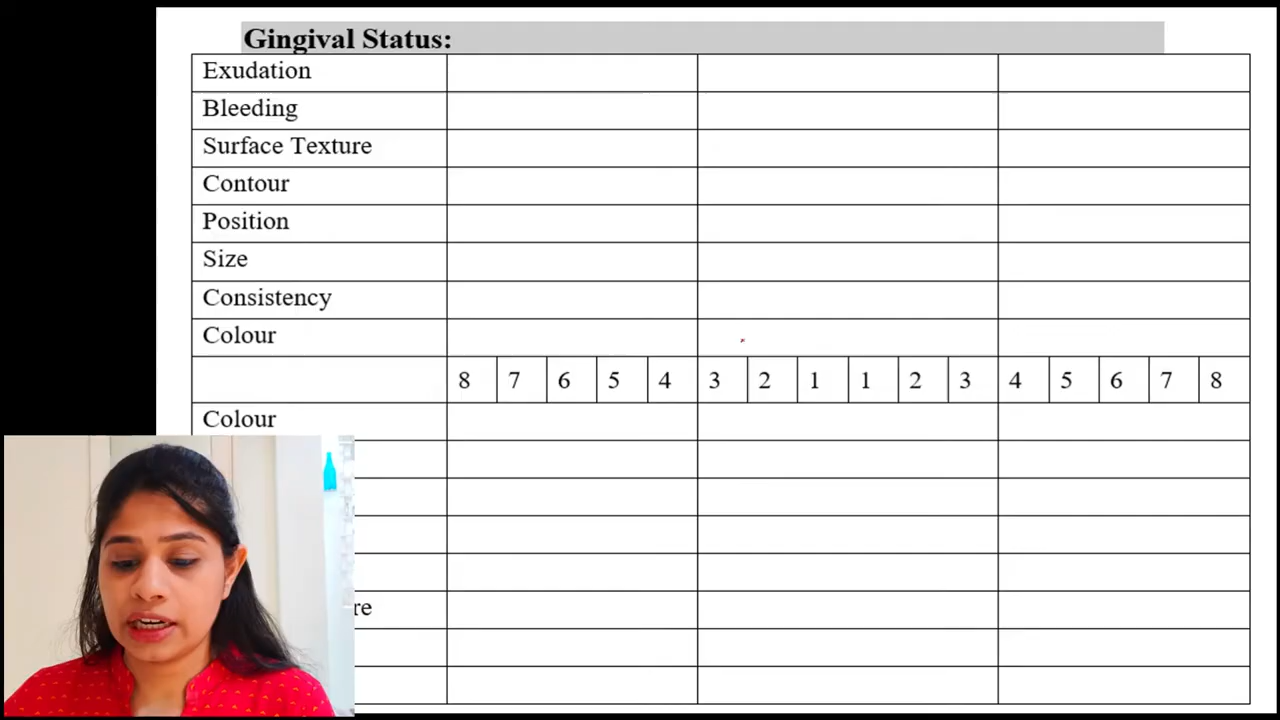 Gingival Status:
Exudation
Bleeding
Surface Texture
Contour
Position
Size
Consistency
Colour
8 7 6 5 4 3 2 1 1 2 3 4 5 6 7 8
Colour
re